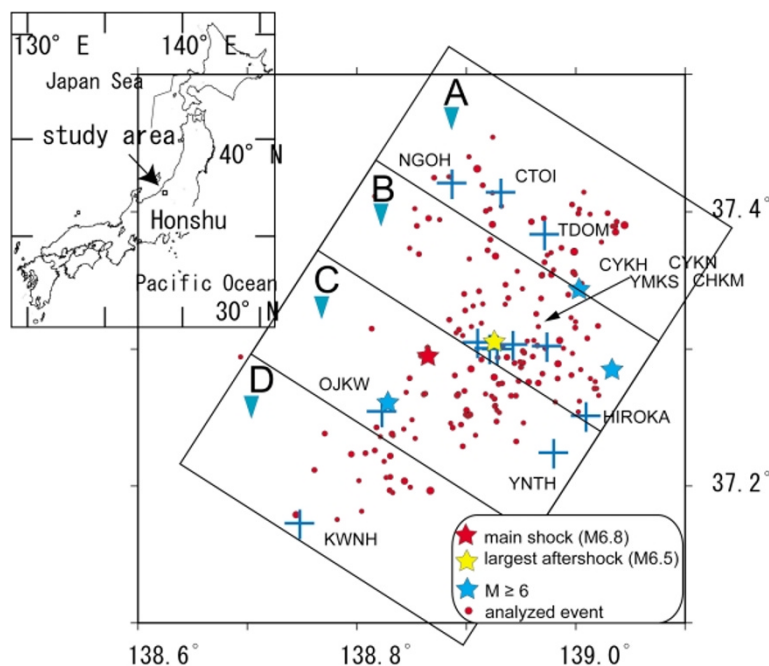 130° E
140° E
Japan Sea
study area
40° N
Honshu
Pacific Ocean
30° N
A
NGOH
CTOI
B
TDOM
37.4°
CYKH CYKN
YMKS CHKM
C
D
OJKW
HIROKA
YNTH
37.2°
KWNH
main shock (M6.8)
largest aftershock (M6.5)
M ≥ 6
analyzed event
138.6°
138.8°
139.0°